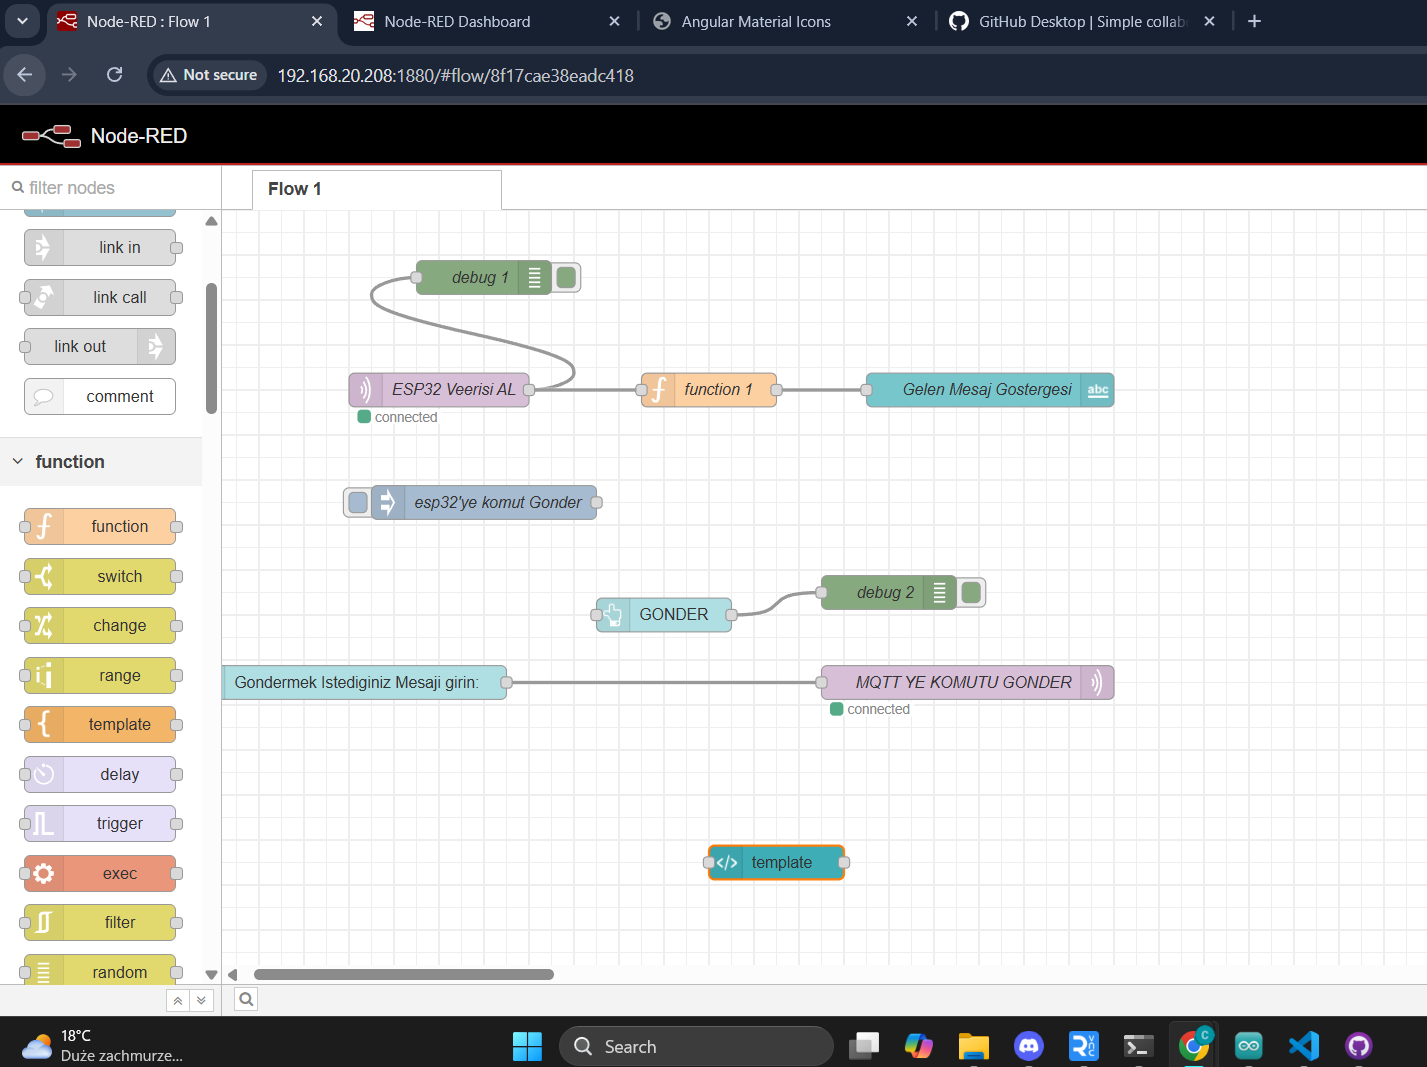 Node-RED : Flow 1
Node-RED Dashboard
Angular Material Icons
GitHub Desktop | Simple collab
Not secure
192.168.20.208:1880/#flow/8f17cae38eadc418
Node-RED
filter nodes
Flow 1
link in
link call
link out
comment
function
function
switch
change
range
template
delay
trigger
exec
filter
random
debug 1
ESP32 Veerisi AL
connected
function 1
Gelen Mesaj Gostergesi
abc
esp32'ye komut Gonder
debug 2
GONDER
Gondermek Istediginiz Mesaji girin:
MQTT YE KOMUTU GONDER
connected
template
18°C
Duże zachmurze...
Search
C